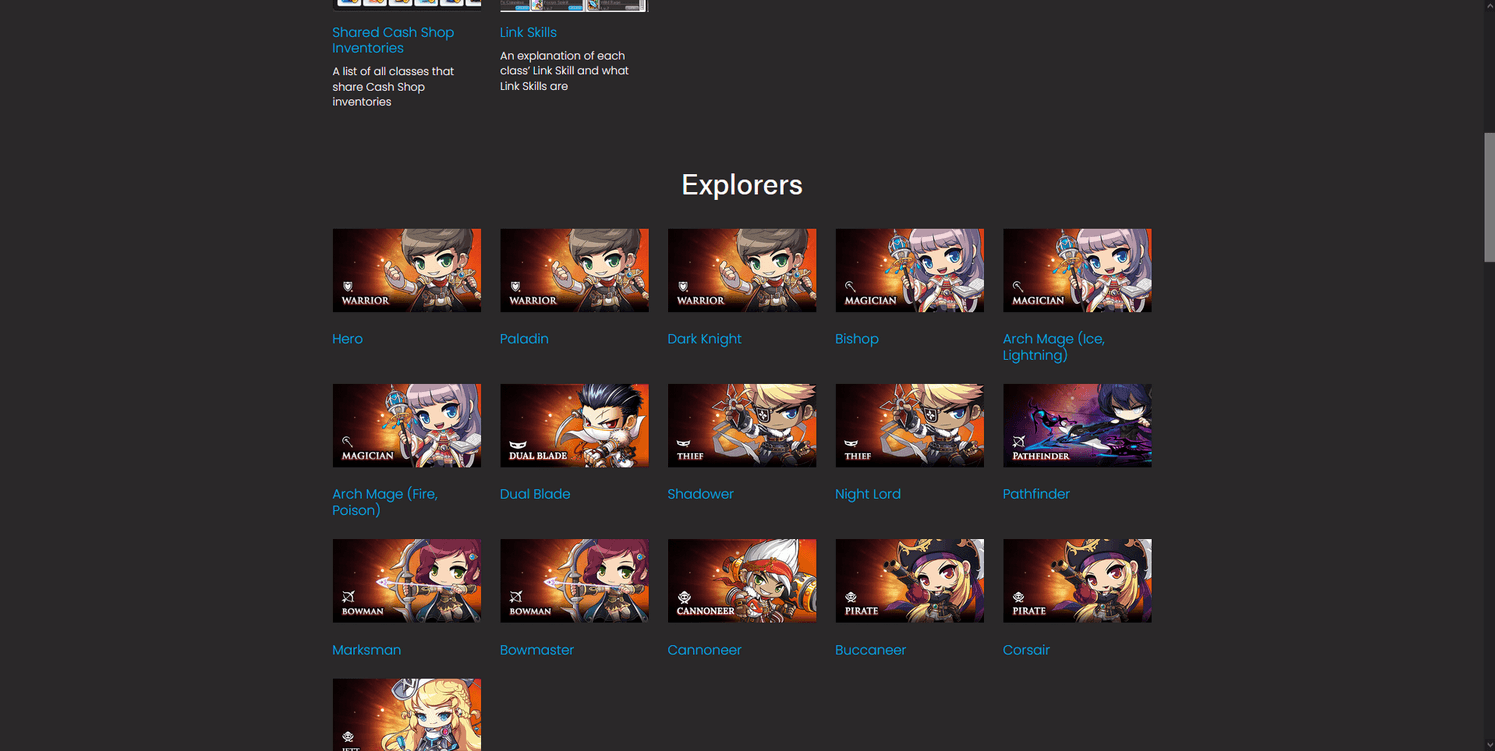 Shared Cash Shop
Inventories
A list of all classes that
share Cash Shop
inventories
Link Skills
An explanation of each
class’ Link Skill and what
Link Skills are
Explorers
WARRIOR
Hero
WARRIOR
Paladin
WARRIOR
Dark Knight
MAGICIAN
Bishop
MAGICIAN
Arch Mage (Ice,
Lightning)
MAGICIAN
Arch Mage (Fire,
Poison)
DUAL BLADE
Dual Blade
THIEF
Shadower
THIEF
Night Lord
PATHFINDER
Pathfinder
BOWMAN
Marksman
BOWMAN
Bowmaster
CANNONEER
Cannoneer
PIRATE
Buccaneer
PIRATE
Corsair
JETT